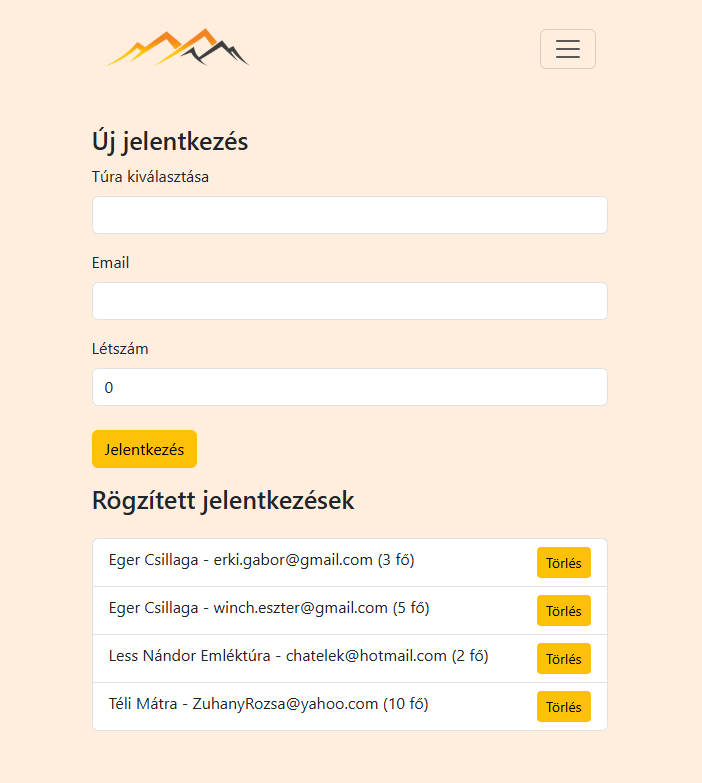 Új jelentkezés
Túra kiválasztása
Email
Létszám
0
Jelentkezés
Rögzített jelentkezések
Eger Csillaga - erki.gabor@gmail.com (3 fő) Törlés
Eger Csillaga - winch.eszter@gmail.com (5 fő) Törlés
Less Nándor Emléktúra - chatelek@hotmail.com (2 fő) Törlés
Téli Mátra - ZuhanyRozsa@yahoo.com (10 fő) Törlés